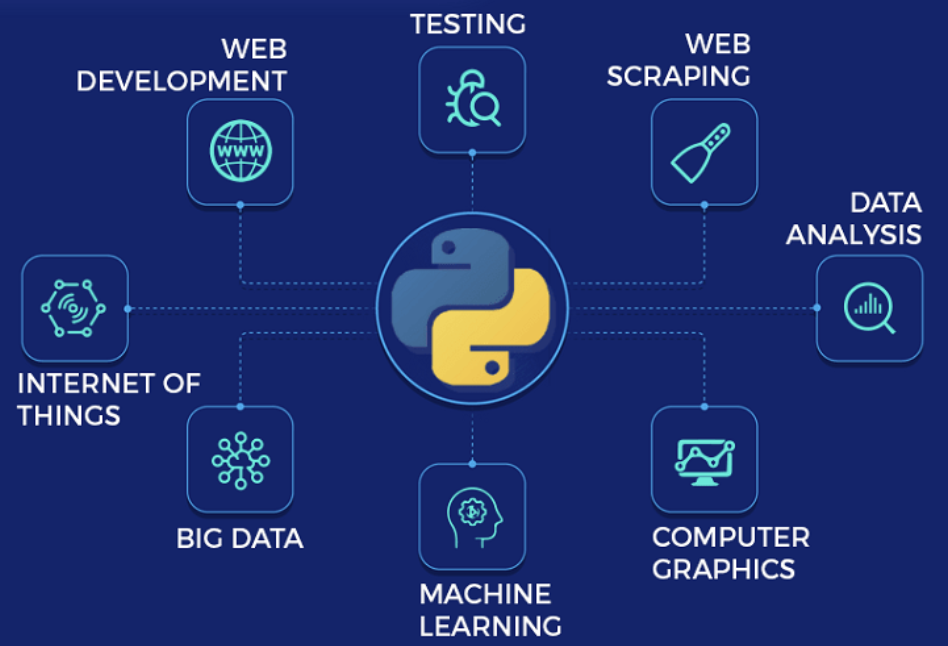 TESTING
WEB
DEVELOPMENT
WWW
WEB
SCRAPING
DATA
ANALYSIS
INTERNET OF
THINGS
BIG DATA
MACHINE
LEARNING
COMPUTER
GRAPHICS